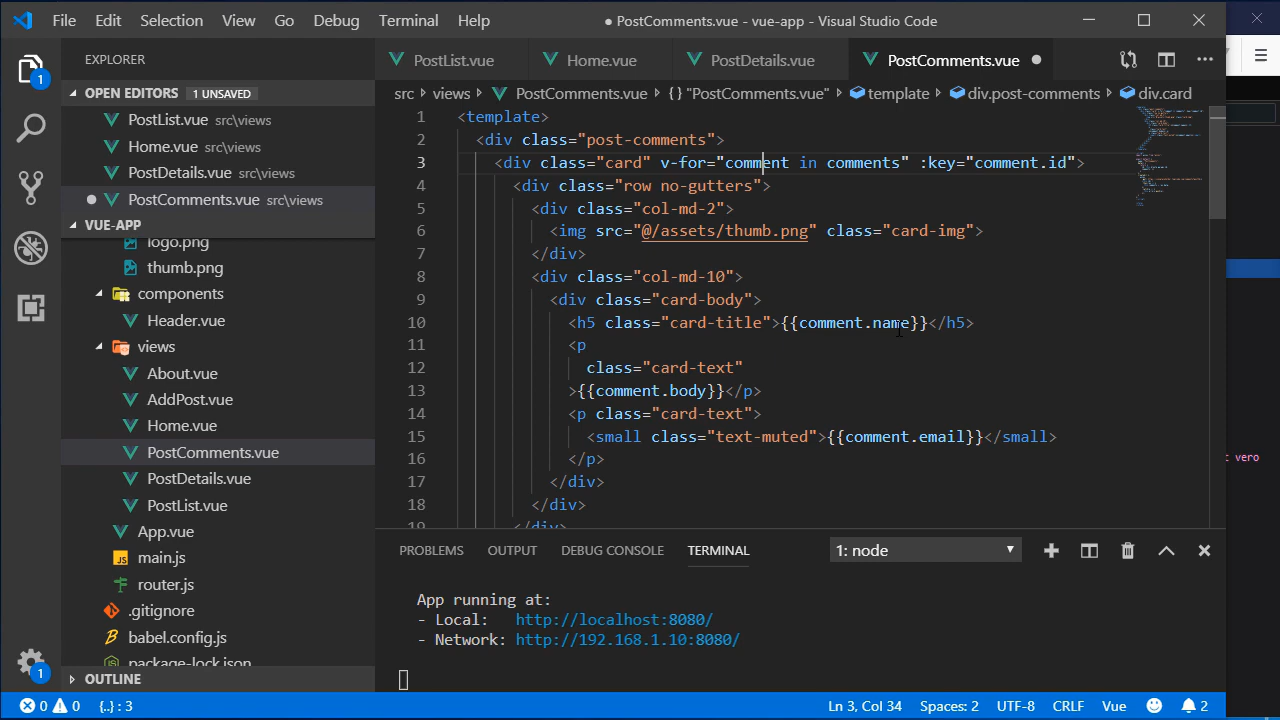 File Edit Selection View Go Debug Terminal Help ● PostComments.vue - vue-app - Visual Studio Code
EXPLORER
OPEN EDITORS 1 UNSAVED
PostList.vue src\views
Home.vue src\views
PostDetails.vue src\views
PostComments.vue src\views
VUE-APP
logo.png
thumb.png
components
Header.vue
views
About.vue
AddPost.vue
Home.vue
PostComments.vue
PostDetails.vue
PostList.vue
App.vue
main.js
router.js
.gitignore
babel.config.js
package-lock.json
OUTLINE
1
1
PostList.vue Home.vue PostDetails.vue PostComments.vue
src › views › PostComments.vue › {} "PostComments.vue" › template › div.post-comments › div.card
1 <template>
2 <div class="post-comments">
3 <div class="card" v-for="comment in comments" :key="comment.id">
4 <div class="row no-gutters">
5 <div class="col-md-2">
6 <img src="@/assets/thumb.png" class="card-img">
7 </div>
8 <div class="col-md-10">
9 <div class="card-body">
10 <h5 class="card-title">{{comment.name}}</h5>
11 <p
12 class="card-text"
13 >{{comment.body}}</p>
14 <p class="card-text">
15 <small class="text-muted">{{comment.email}}</small>
16 </p>
17 </div>
18 </div>
19 </div>
PROBLEMS OUTPUT DEBUG CONSOLE TERMINAL 1: node
App running at:
- Local: http://localhost:8080/
- Network: http://192.168.1.10:8080/
0 0 {..} : 3 Ln 3, Col 34 Spaces: 2 UTF-8 CRLF Vue 2
vero